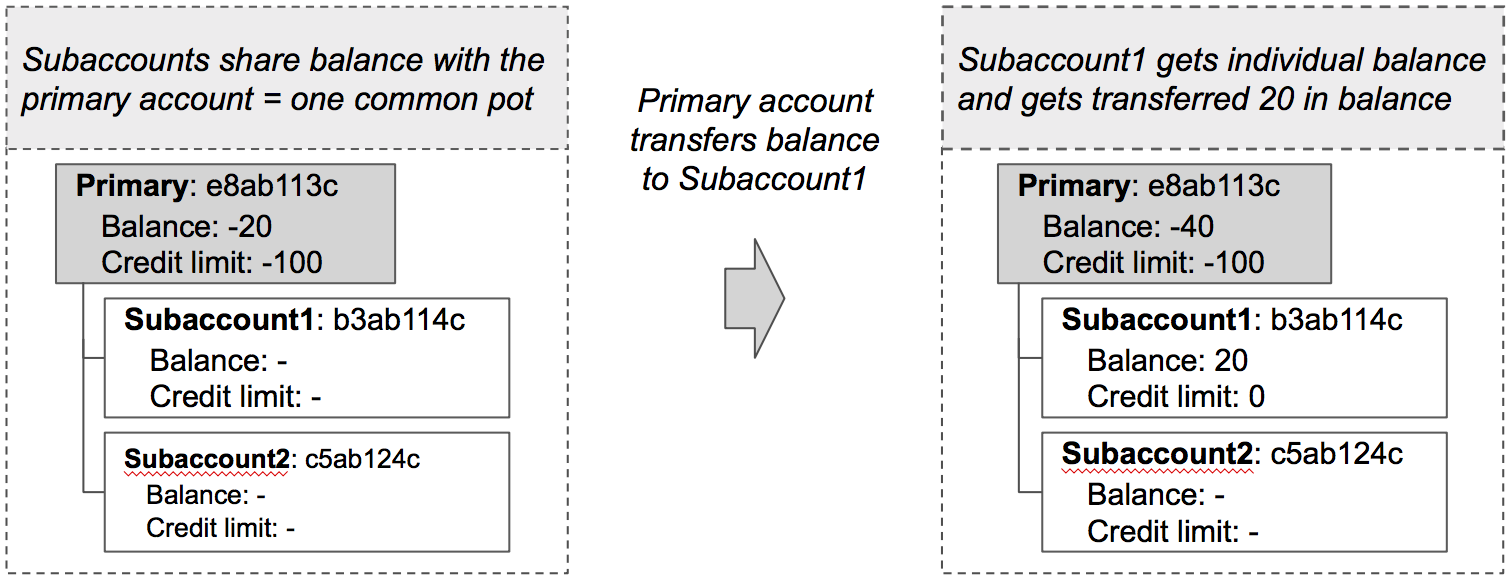 Subaccounts share balance with the
primary account = one common pot
Primary: e8ab113c
Balance: -20
Credit limit: -100
Subaccount1: b3ab114c
Balance: -
Credit limit: -
Subaccount2: c5ab124c
Balance: -
Credit limit: -
Primary account
transfers balance
to Subaccount1
Subaccount1 gets individual balance
and gets transferred 20 in balance
Primary: e8ab113c
Balance: -40
Credit limit: -100
Subaccount1: b3ab114c
Balance: 20
Credit limit: 0
Subaccount2: c5ab124c
Balance: -
Credit limit: -